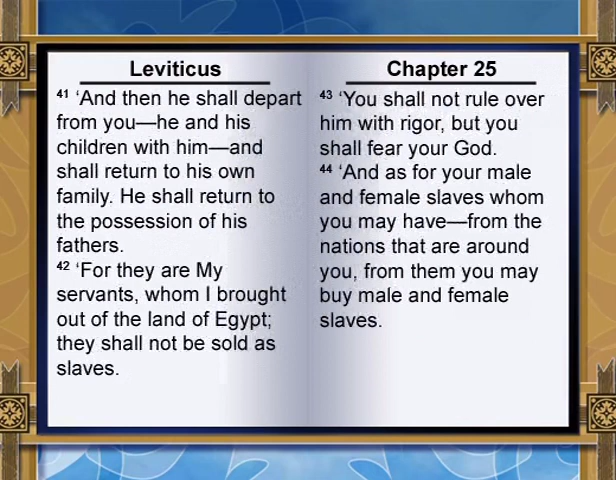 Leviticus
41 ‘And then he shall depart
from you—he and his
children with him—and
shall return to his own
family. He shall return to
the possession of his
fathers.
42 ‘For they are My
servants, whom I brought
out of the land of Egypt;
they shall not be sold as
slaves.
Chapter 25
43 ‘You shall not rule over
him with rigor, but you
shall fear your God.
44 ‘And as for your male
and female slaves whom
you may have—from the
nations that are around
you, from them you may
buy male and female
slaves.